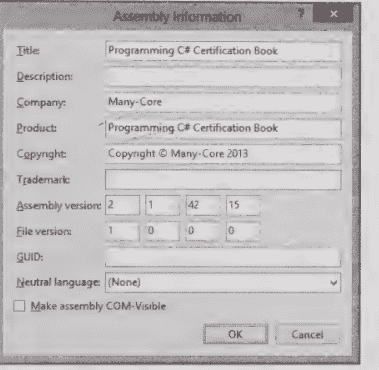 Assembly Information ? ×
Title: Programming C# Certification Book
Description:
Company: Many-Core
Product: Programming C# Certification Book
Copyright: Copyright © Many-Core 2013
Trademark:
Assembly version: 2 1 42 15
File version: 1 0 0 0
GUID:
Neutral language: (None)
Make assembly COM-Visible
OK Cancel